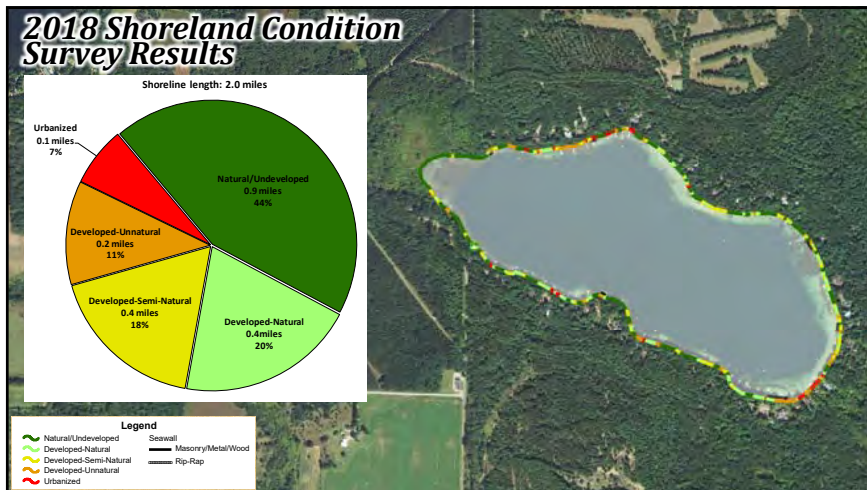 2018 Shoreland Condition
Survey Results
Shoreline length: 2.0 miles
Urbanized
0.1 miles
7%
Natural/Undeveloped
0.9 miles
44%
Developed-Unnatural
0.2 miles
11%
Developed-Semi-Natural
0.4 miles
18%
Developed-Natural
0.4miles
20%
Legend
Natural/Undeveloped
Developed-Natural
Developed-Semi-Natural
Developed-Unnatural
Urbanized
Seawall
Masonry/Metal/Wood
Rip-Rap